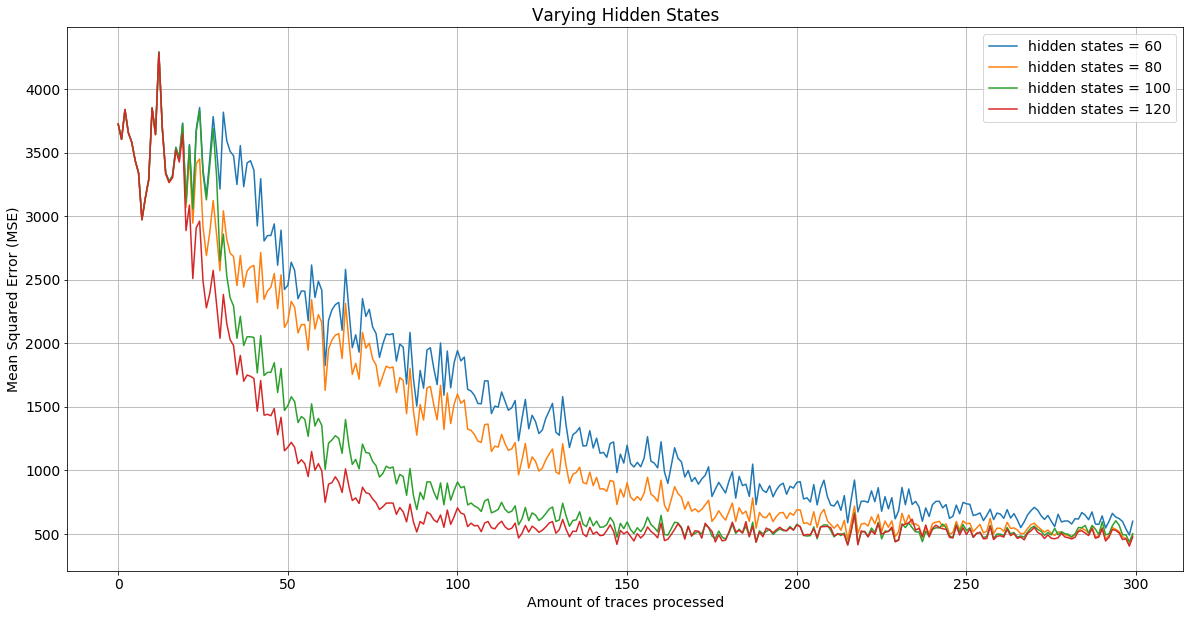 Varying Hidden States
hidden states = 60
hidden states = 80
hidden states = 100
hidden states = 120
Mean Squared Error (MSE)
4000
3500
3000
2500
2000
1500
1000
500
0
50
100
150
200
250
300
Amount of traces processed